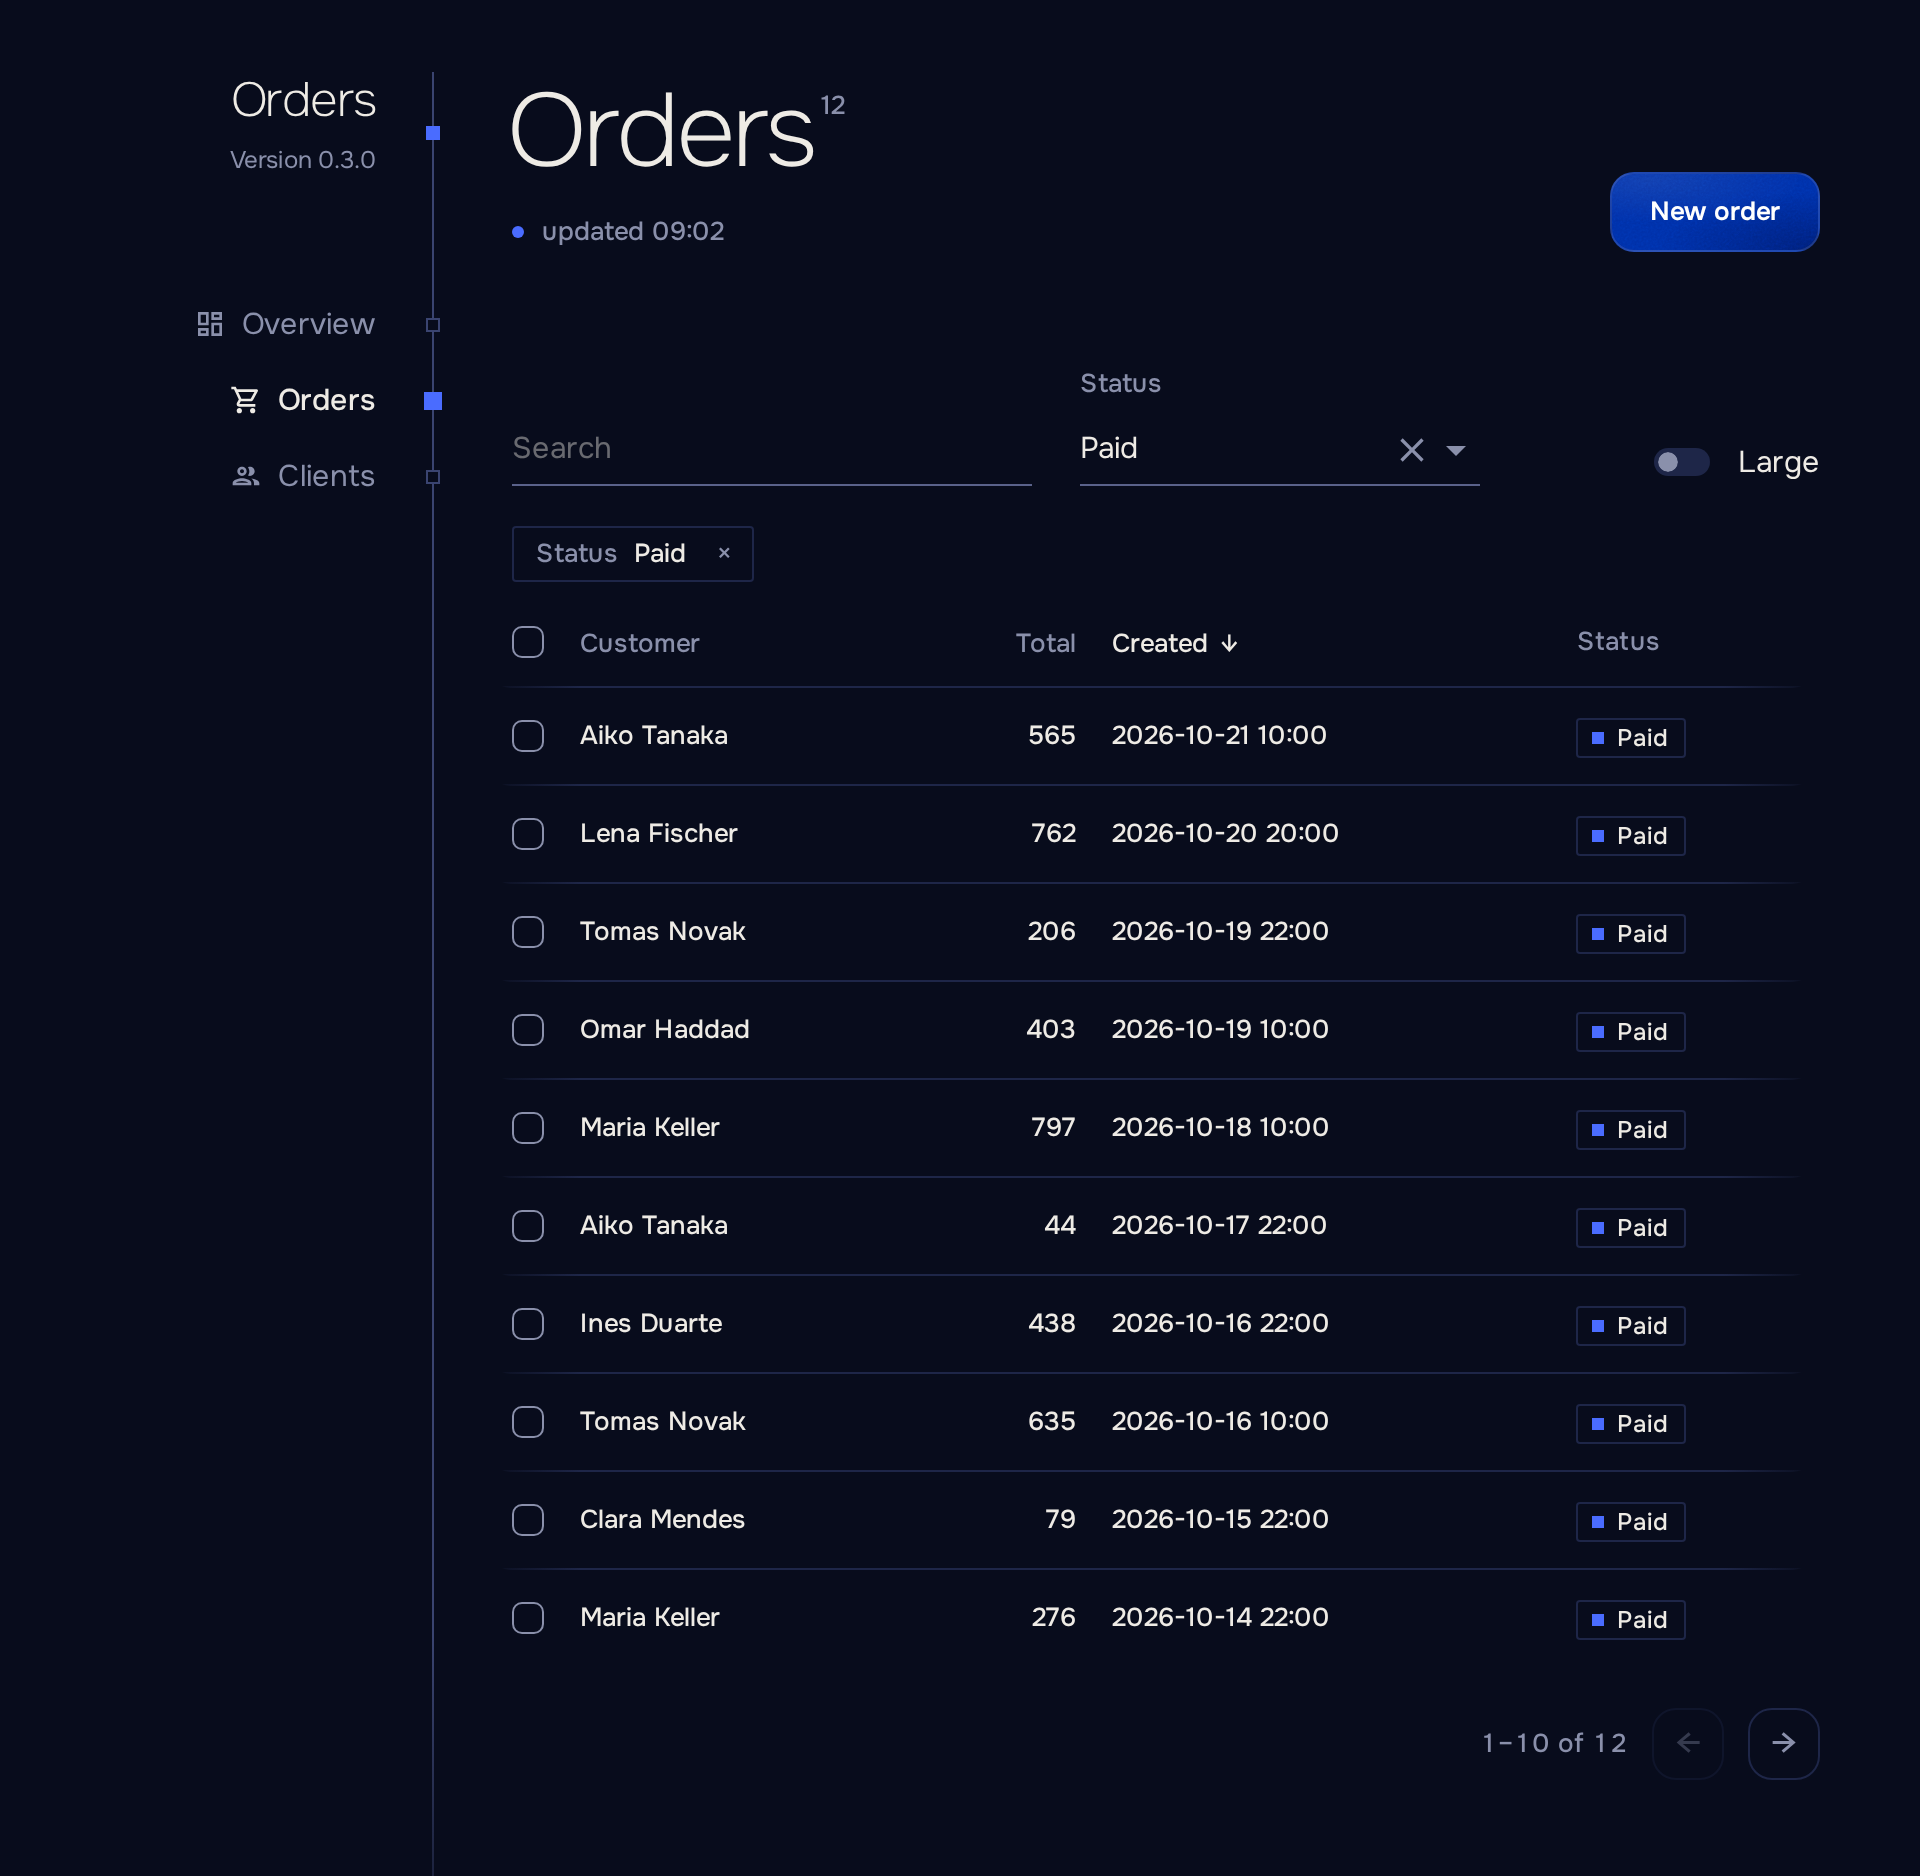 Orders
Version 0.3.0
Overview
Orders
Clients
Orders 12
updated 09:02
New order
Search
Status
Paid
Large
Status Paid ×
Customer Total Created ↓ Status
Aiko Tanaka 565 2026-10-21 10:00 Paid
Lena Fischer 762 2026-10-20 20:00 Paid
Tomas Novak 206 2026-10-19 22:00 Paid
Omar Haddad 403 2026-10-19 10:00 Paid
Maria Keller 797 2026-10-18 10:00 Paid
Aiko Tanaka 44 2026-10-17 22:00 Paid
Ines Duarte 438 2026-10-16 22:00 Paid
Tomas Novak 635 2026-10-16 10:00 Paid
Clara Mendes 79 2026-10-15 22:00 Paid
Maria Keller 276 2026-10-14 22:00 Paid
1–10 of 12